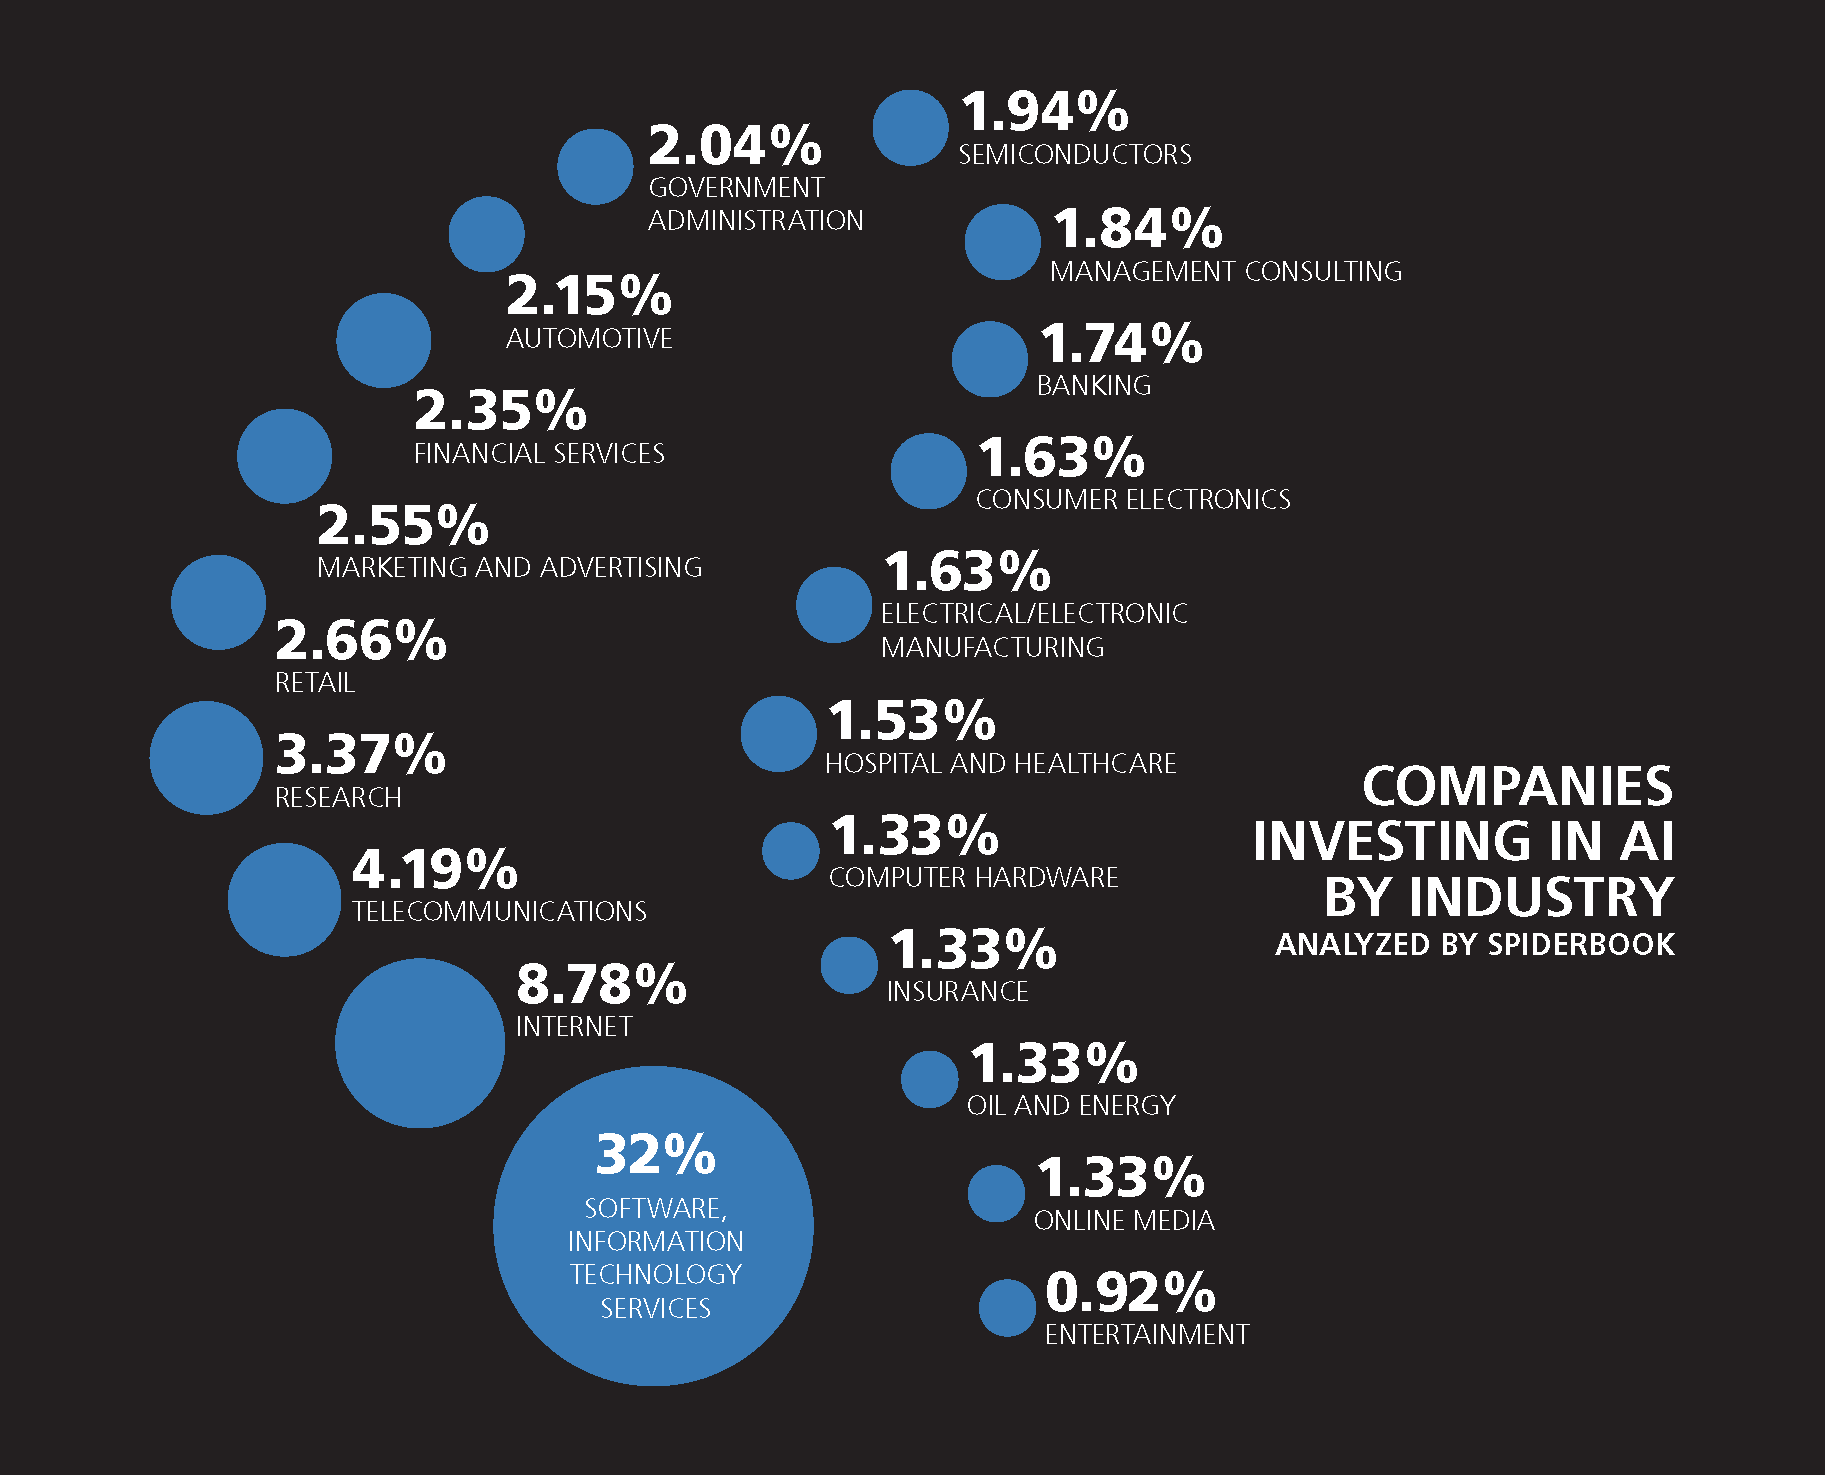 1.94%
SEMICONDUCTORS
2.04%
GOVERNMENT
ADMINISTRATION
1.84%
MANAGEMENT CONSULTING
2.15%
AUTOMOTIVE
1.74%
BANKING
2.35%
FINANCIAL SERVICES
1.63%
CONSUMER ELECTRONICS
2.55%
MARKETING AND ADVERTISING
1.63%
ELECTRICAL/ELECTRONIC
MANUFACTURING
2.66%
RETAIL
1.53%
HOSPITAL AND HEALTHCARE
3.37%
RESEARCH
1.33%
COMPUTER HARDWARE
4.19%
TELECOMMUNICATIONS
1.33%
INSURANCE
8.78%
INTERNET
1.33%
OIL AND ENERGY
32%
SOFTWARE,
INFORMATION
TECHNOLOGY
SERVICES
1.33%
ONLINE MEDIA
0.92%
ENTERTAINMENT
COMPANIES
INVESTING IN AI
BY INDUSTRY
ANALYZED BY SPIDERBOOK